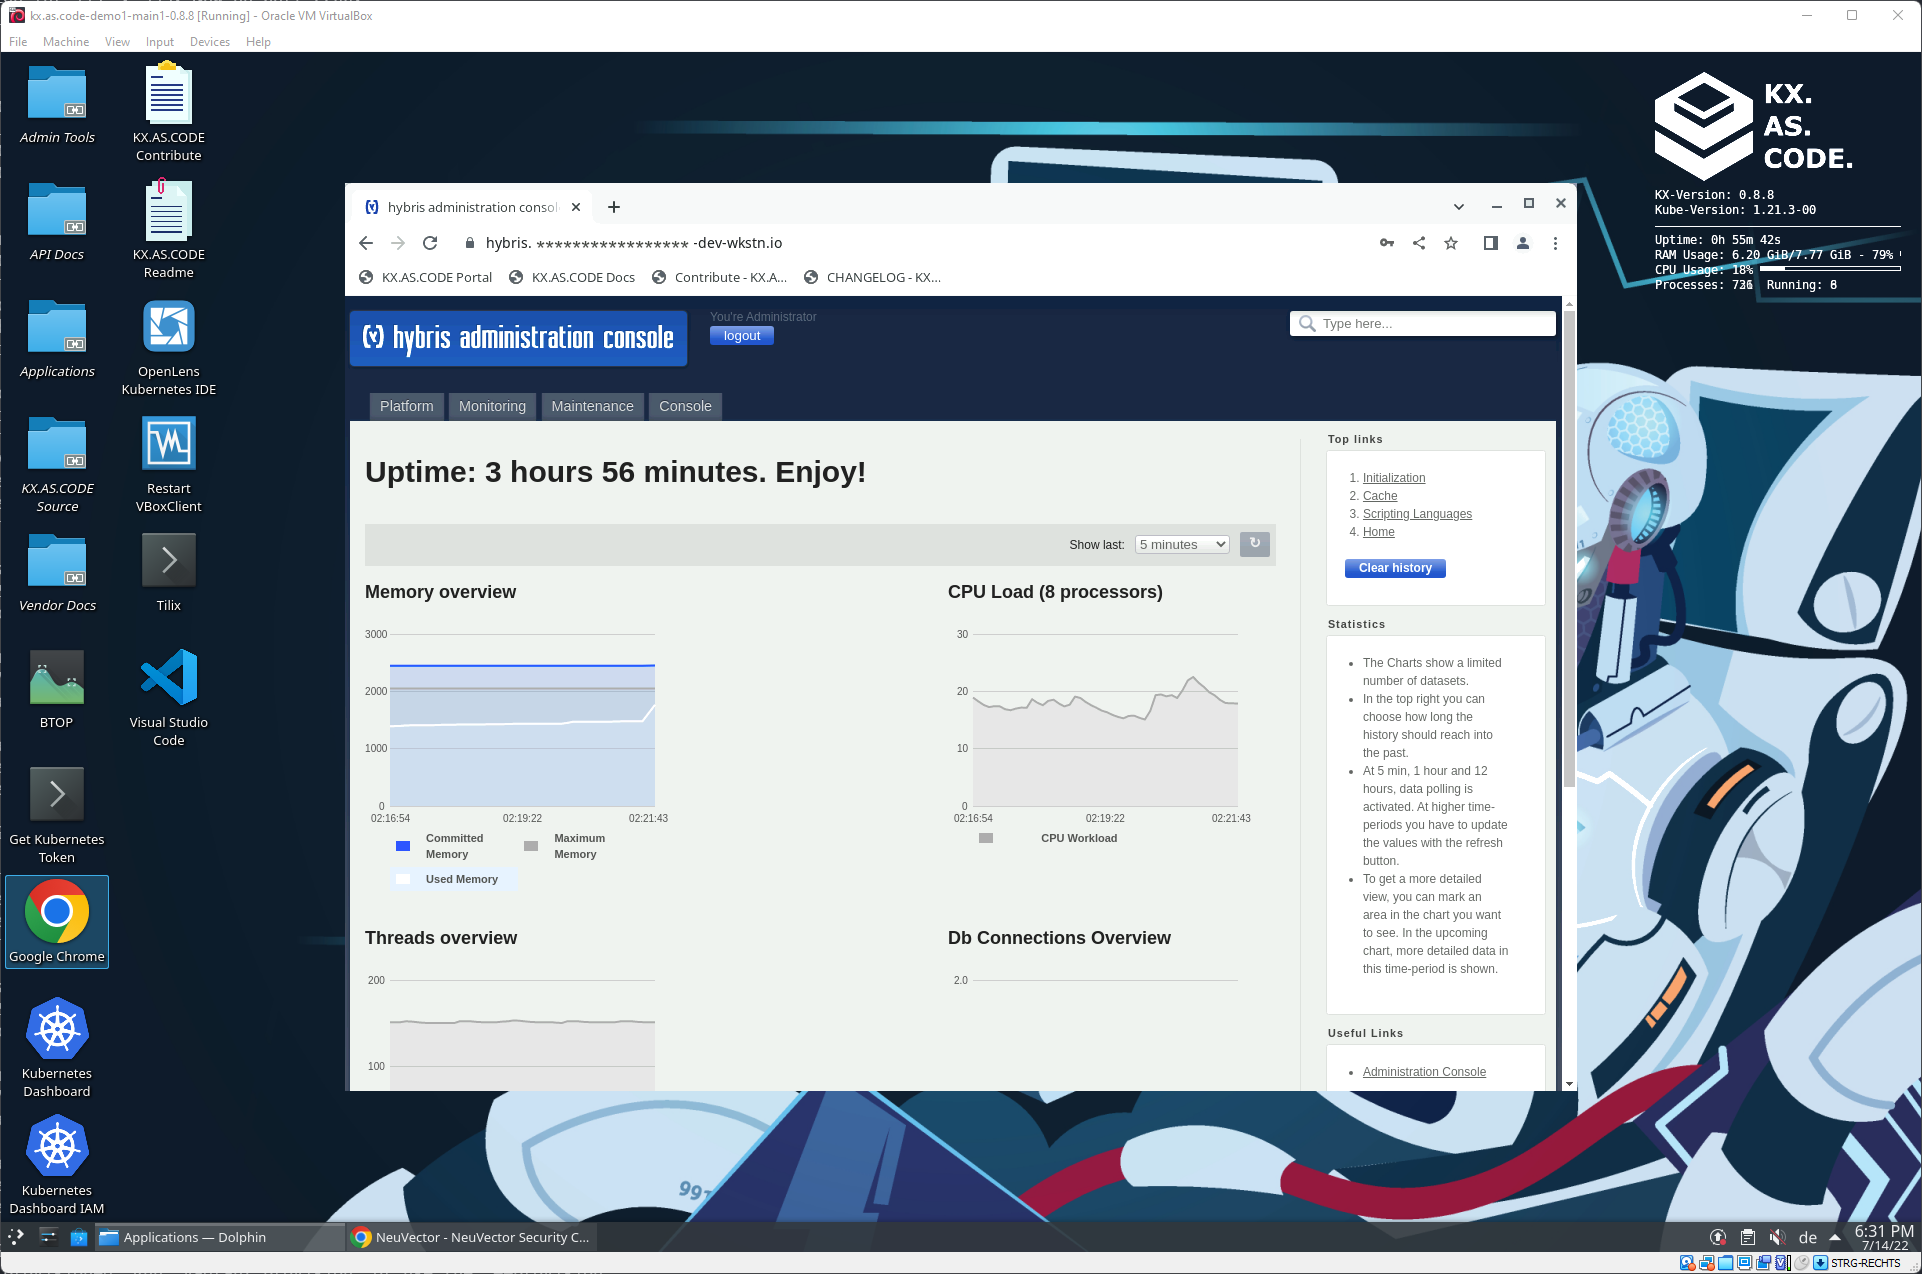 kx.as.code-demo1-main1-0.8.8 [Running] - Oracle VM VirtualBox
File Machine View Input Devices Help
Admin Tools
KX.AS.CODE
Contribute
API Docs
KX.AS.CODE
Readme
Applications
OpenLens
Kubernetes IDE
KX.AS.CODE
Source
Restart
VBoxClient
Vendor Docs
Tilix
BTOP
Visual Studio
Code
Get Kubernetes
Token
Google Chrome
Kubernetes
Dashboard
Kubernetes
Dashboard IAM
KX.
AS.
CODE.
KX-Version: 0.8.8
Kube-Version: 1.21.3-00
Uptime: 0h 55m 42s
RAM Usage: 6.20 GiB/7.77 GiB - 79%
CPU Usage: 18%
Processes: Running:
hybris administration consol
hybris. ***************** -dev-wkstn.io
KX.AS.CODE Portal KX.AS.CODE Docs Contribute - KX.A... CHANGELOG - KX...
hybris administration console
You're Administrator
logout
Type here...
Platform Monitoring Maintenance Console
Uptime: 3 hours 56 minutes. Enjoy!
Show last: 5 minutes
Memory overview
3000
2000
1000
0
02:16:54 02:19:22 02:21:43
Committed
Memory
Maximum
Memory
Used Memory
CPU Load (8 processors)
30
20
10
0
02:16:54 02:19:22 02:21:43
CPU Workload
Threads overview
200
100
Db Connections Overview
2.0
Top links
1. Initialization
2. Cache
3. Scripting Languages
4. Home
Clear history
Statistics
• The Charts show a limited
number of datasets.
• In the top right you can
choose how long the
history should reach into
the past.
• At 5 min, 1 hour and 12
hours, data polling is
activated. At higher time-
periods you have to update
the values with the refresh
button.
• To get a more detailed
view, you can mark an
area in the chart you want
to see. In the upcoming
chart, more detailed data in
this time-period is shown.
Useful Links
• Administration Console
Applications — Dolphin
NeuVector - NeuVector Security C...
de
6:31 PM
7/14/22
STRG-RECHTS